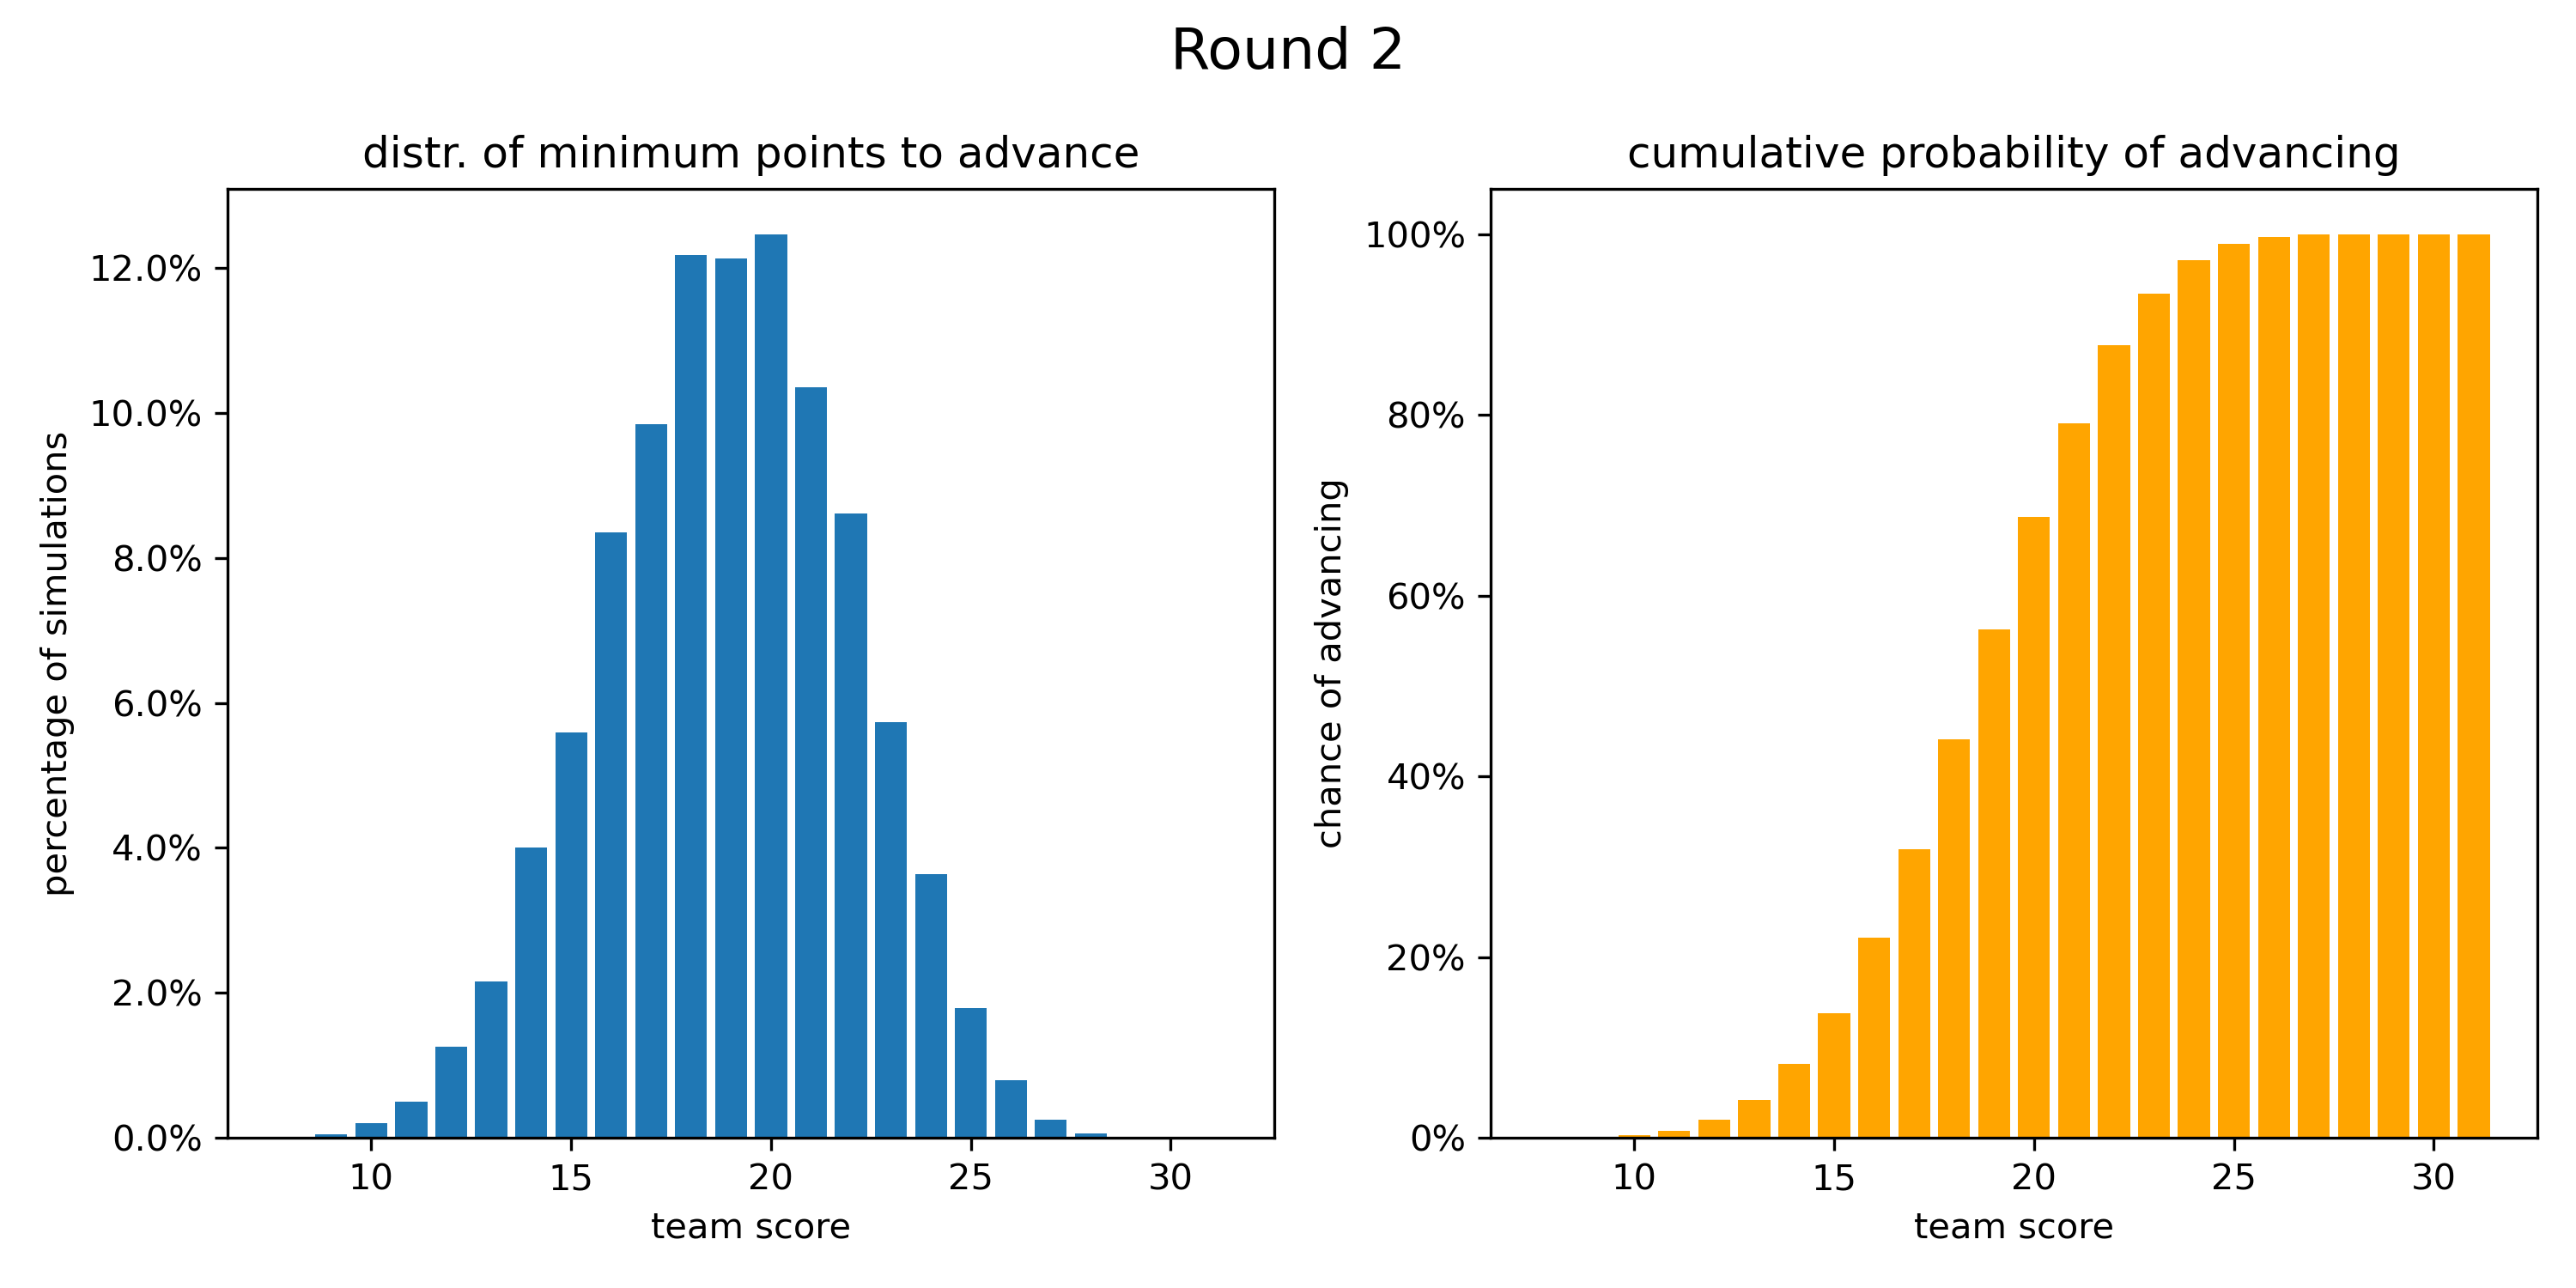 Round 2
distr. of minimum points to advance
percentage of simulations
12.0%
10.0%
8.0%
6.0%
4.0%
2.0%
0.0%
10 15 20 25 30
team score
cumulative probability of advancing
chance of advancing
100%
80%
60%
40%
20%
0%
10 15 20 25 30
team score